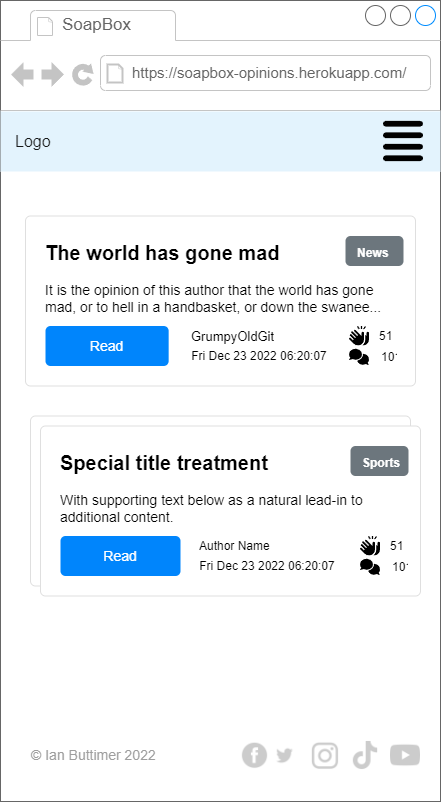 SoapBox
https://soapbox-opinions.herokuapp.com/
Logo
The world has gone mad
News
It is the opinion of this author that the world has gone
mad, or to hell in a handbasket, or down the swanee...
Read
GrumpyOldGit
51
Fri Dec 23 2022 06:20:07
Special title treatment
Sports
With supporting text below as a natural lead-in to
additional content.
Read
Author Name
51
Fri Dec 23 2022 06:20:07
© Ian Buttimer 2022